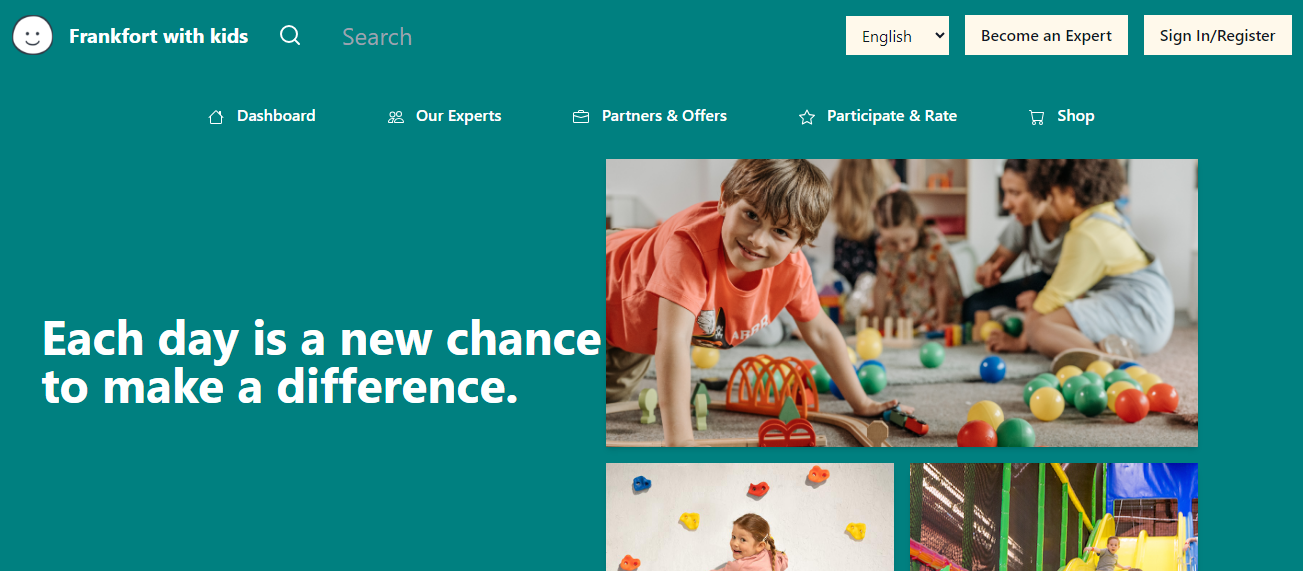 Frankfort with kids
Search
English
Become an Expert
Sign In/Register
Dashboard
Our Experts
Partners & Offers
Participate & Rate
Shop
Each day is a new chance
to make a difference.
ARRR